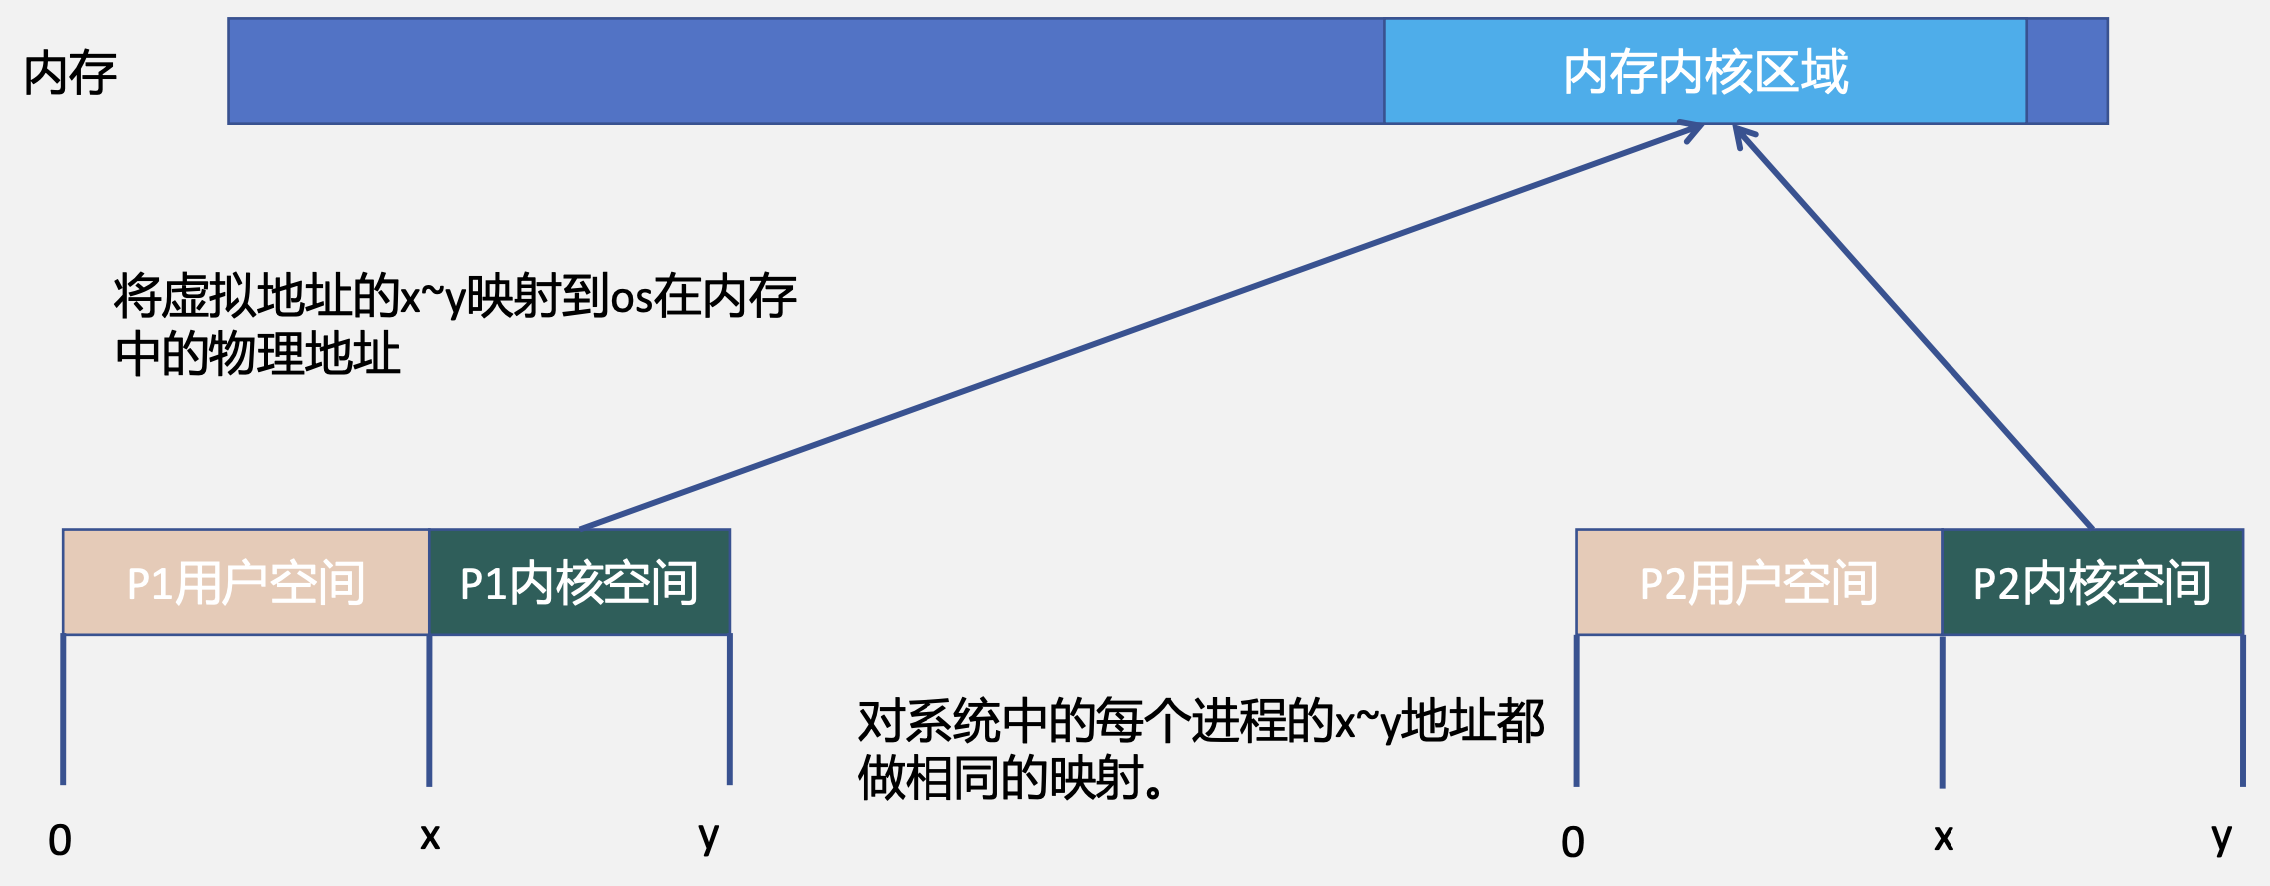 内存
内存内核区域
将虚拟地址的x~y映射到os在内存
中的物理地址
P1用户空间
P1内核空间
P2用户空间
P2内核空间
对系统中的每个进程的x~y地址都
做相同的映射。
0
x
y
0
x
y